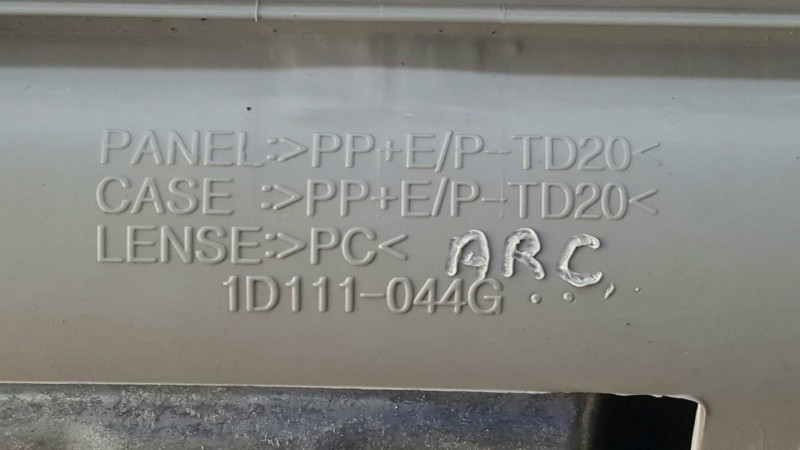 PANEL:>PP+E/P-TD20<
CASE :>PP+E/P-TD20<
LENSE:>PC< ARC
1D111-044G